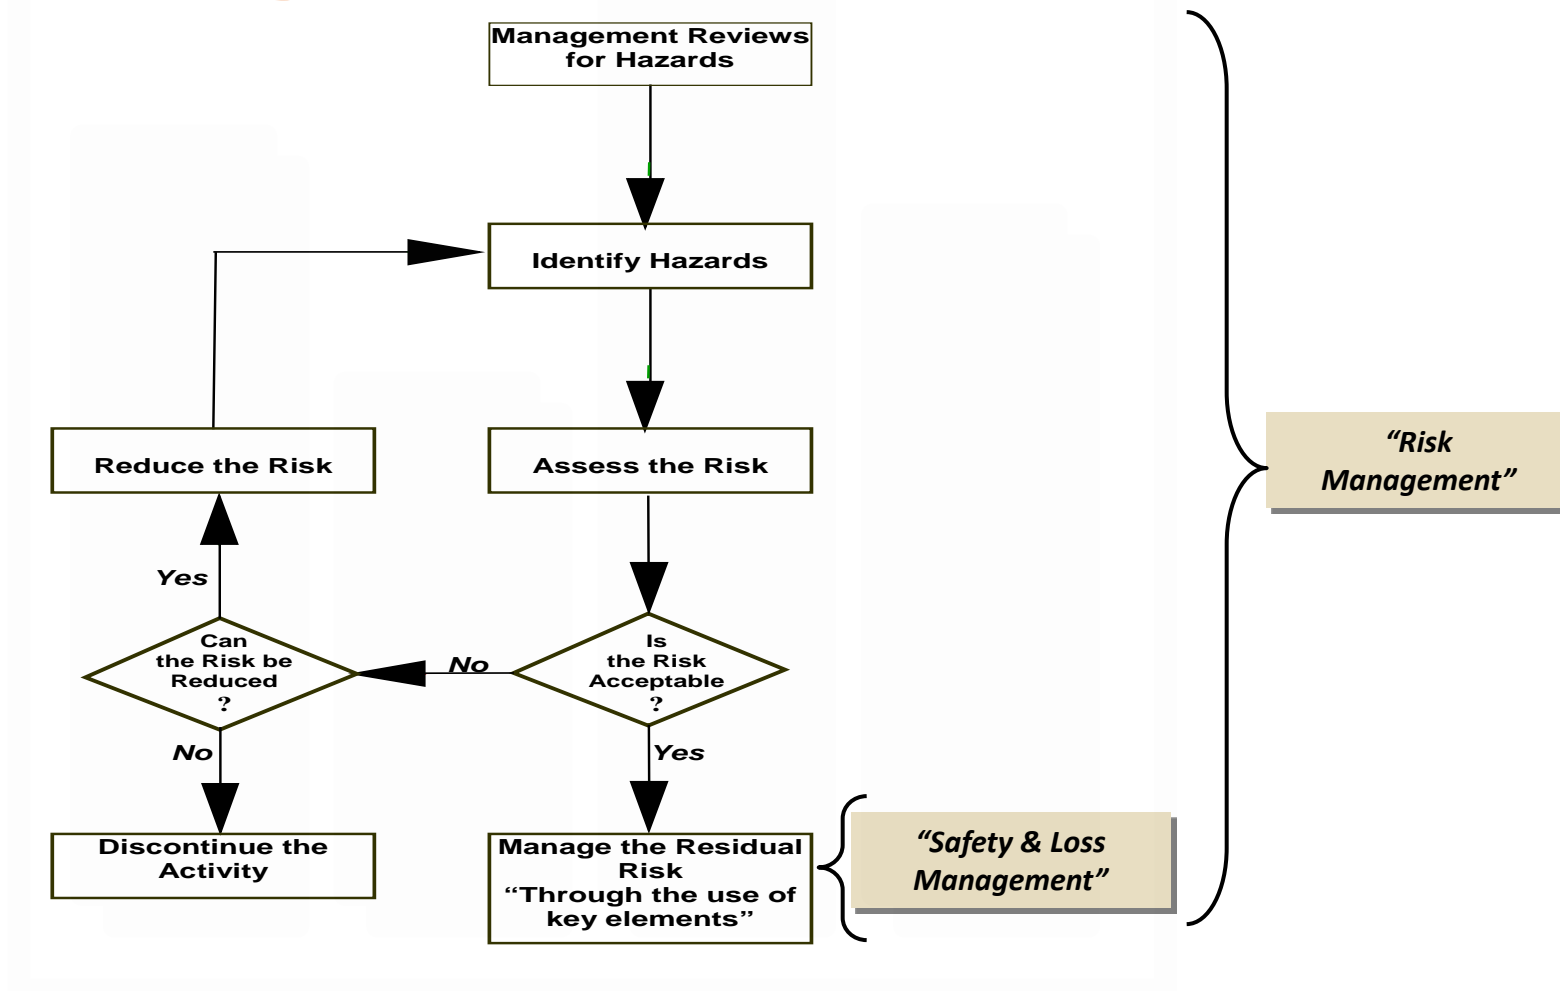 Management Reviews
for Hazards
Identify Hazards
Reduce the Risk
Assess the Risk
“Risk
Management”
Yes
Can
the Risk be
Reduced
?
No
Is
the Risk
Acceptable
?
No
Yes
Discontinue the
Activity
Manage the Residual
Risk
“Through the use of
key elements”
“Safety & Loss
Management”